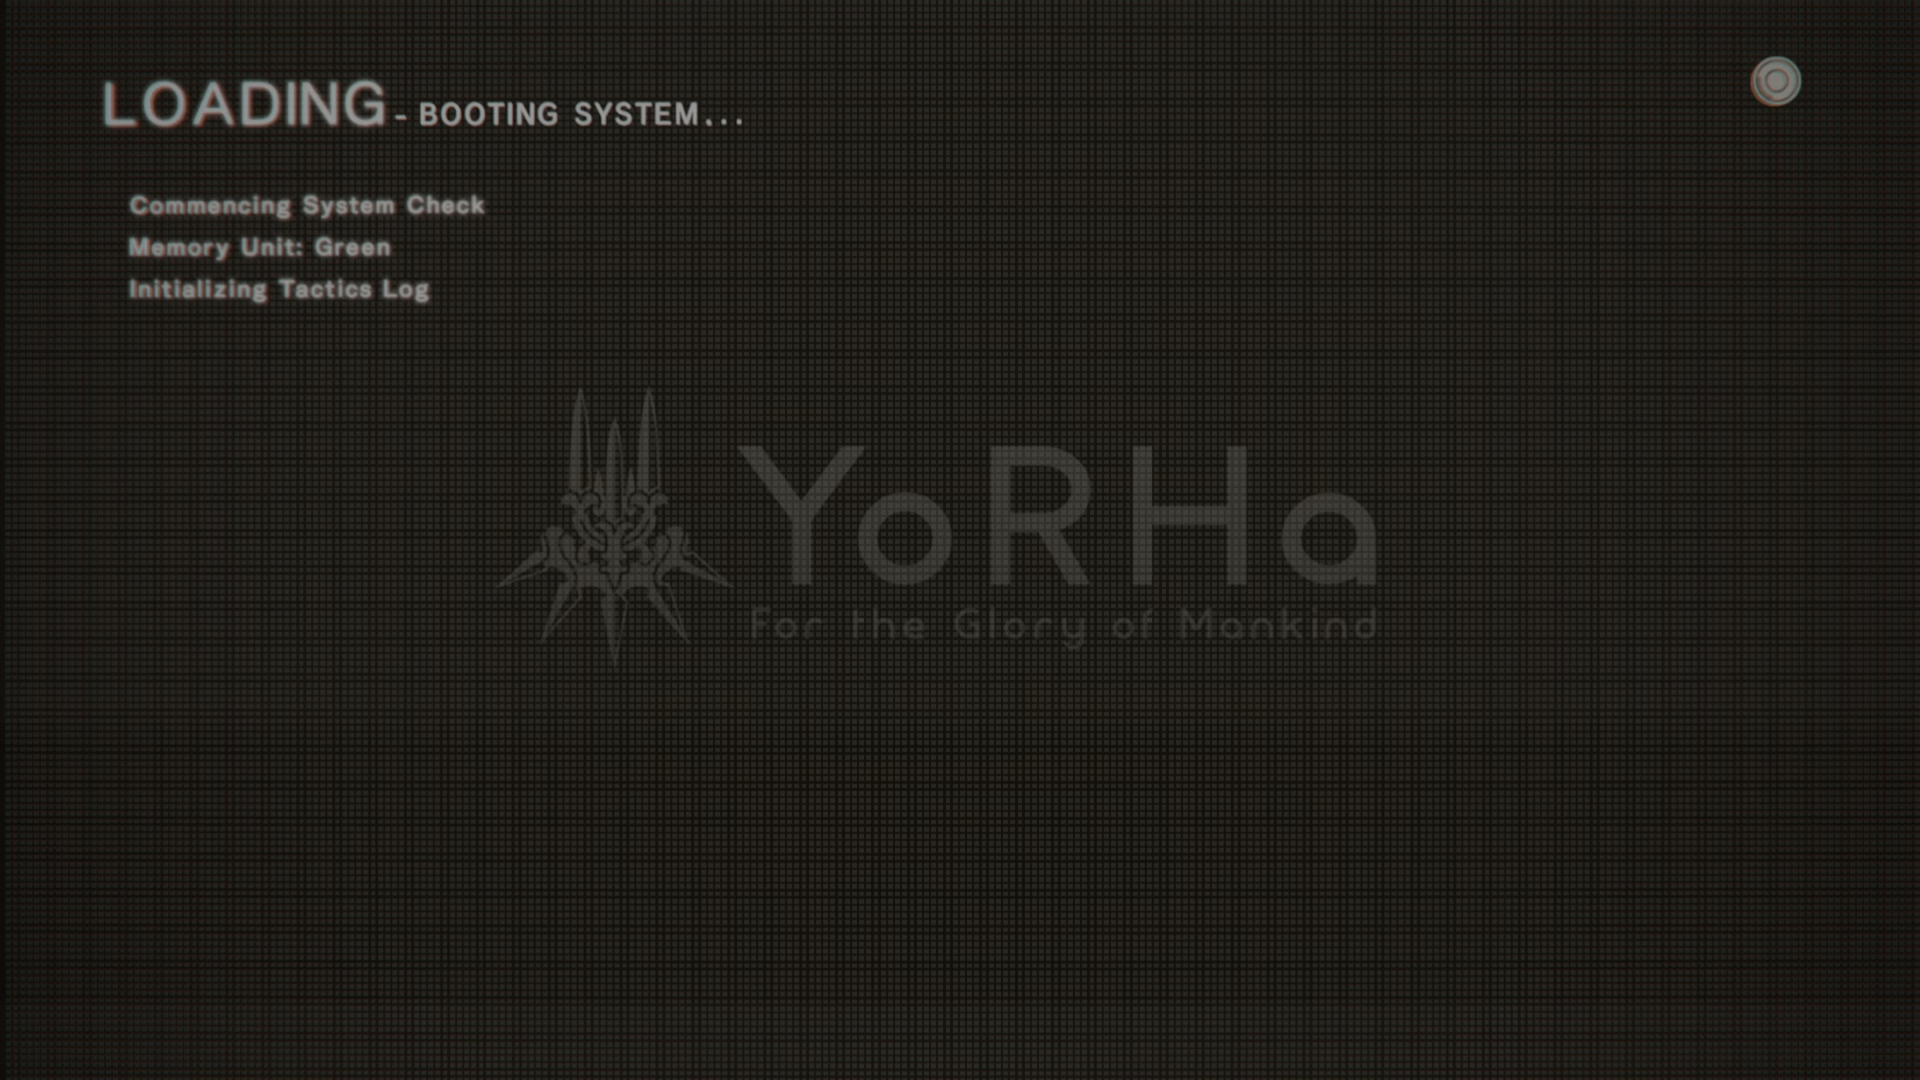 LOADING - BOOTING SYSTEM...
Commencing System Check
Memory Unit: Green
Initializing Tactics Log
YoRHa
For the Glory of Mankind